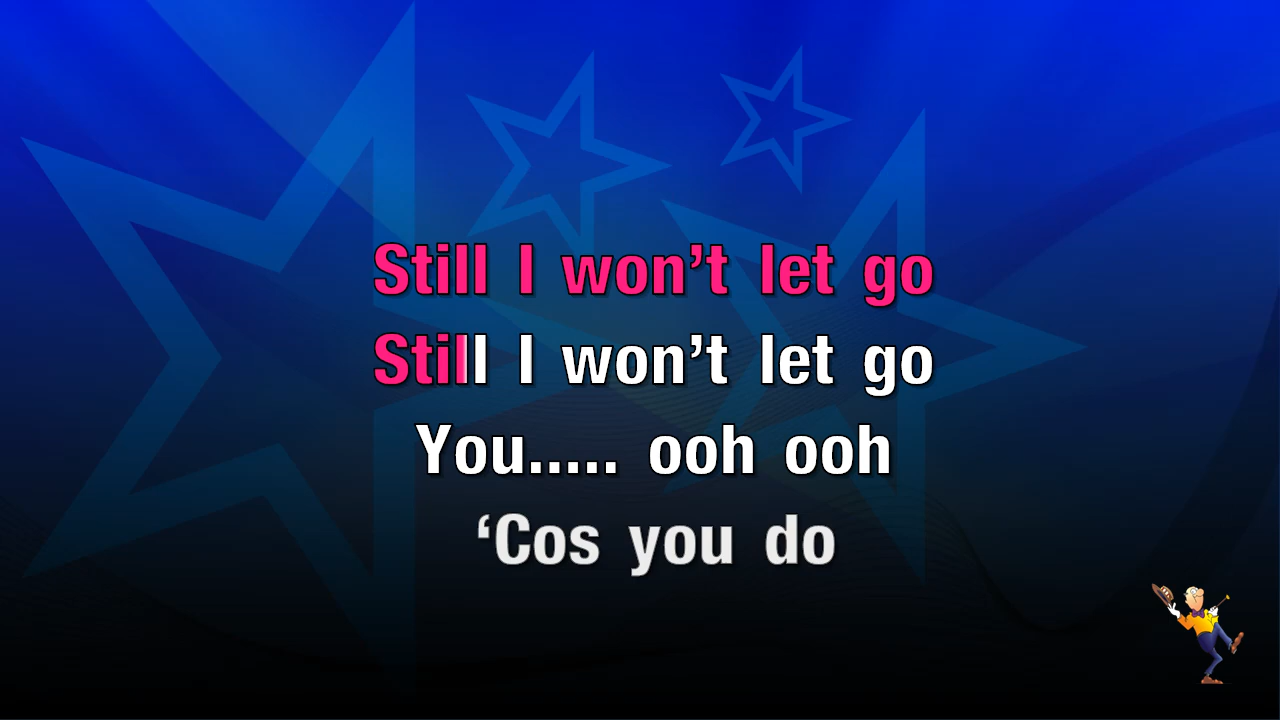 Still I won’t let go
Still I won’t let go
You..... ooh ooh
‘Cos you do